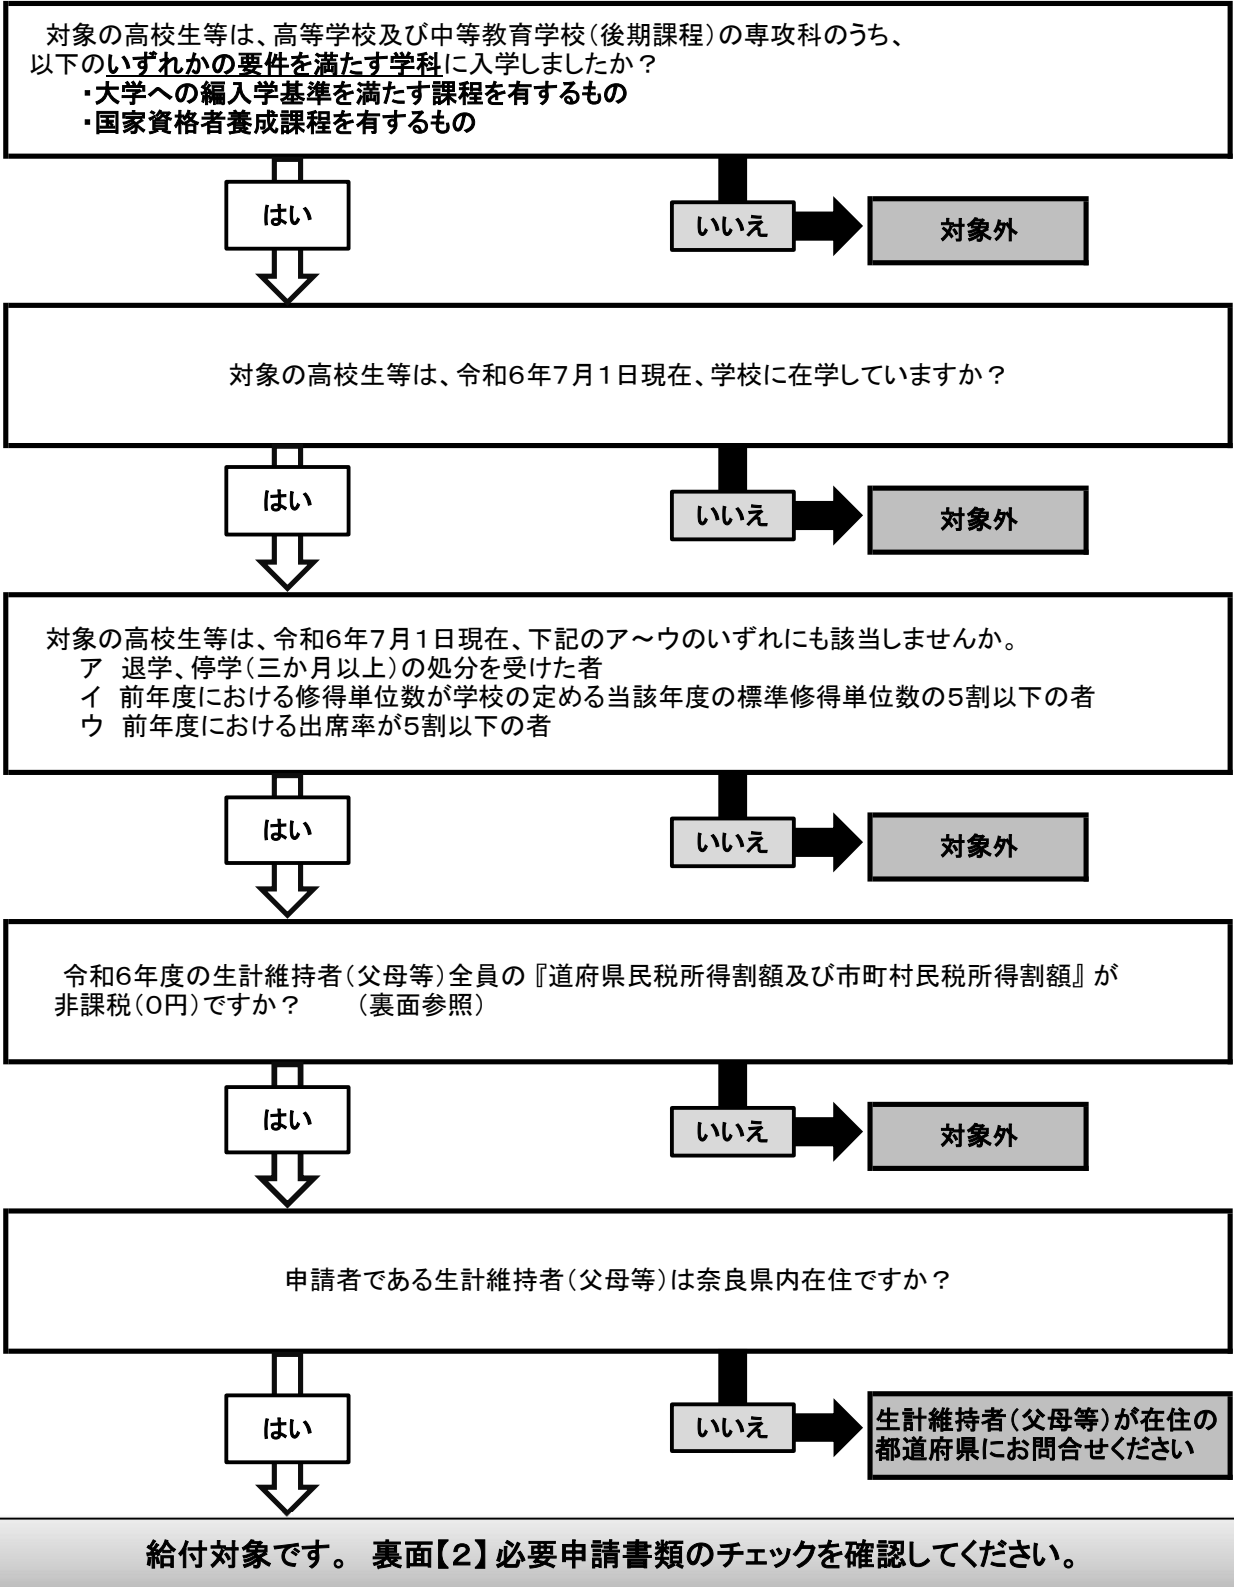 対象の高校生等は、高等学校及び中等教育学校（後期課程）の専攻科のうち、
以下のいずれかの要件を満たす学科に入学しましたか？
・大学への編入学基準を満たす課程を有するもの
・国家資格者養成課程を有するもの
はい
いいえ
対象外
対象の高校生等は、令和６年７月１日現在、学校に在学していますか？
はい
いいえ
対象外
対象の高校生等は、令和６年７月１日現在、下記のア～ウのいずれにも該当しませんか。
ア　退学、停学（三か月以上）の処分を受けた者
イ　前年度における修得単位数が学校の定める当該年度の標準修得単位数の５割以下の者
ウ　前年度における出席率が５割以下の者
はい
いいえ
対象外
令和６年度の生計維持者（父母等）全員の『道府県民税所得割額及び市町村民税所得割額』が
非課税（０円）ですか？　　（裏面参照）
はい
いいえ
対象外
申請者である生計維持者（父母等）は奈良県内在住ですか？
はい
いいえ
生計維持者（父母等）が在住の
都道府県にお問合せください
給付対象です。 裏面【２】必要申請書類のチェックを確認してください。